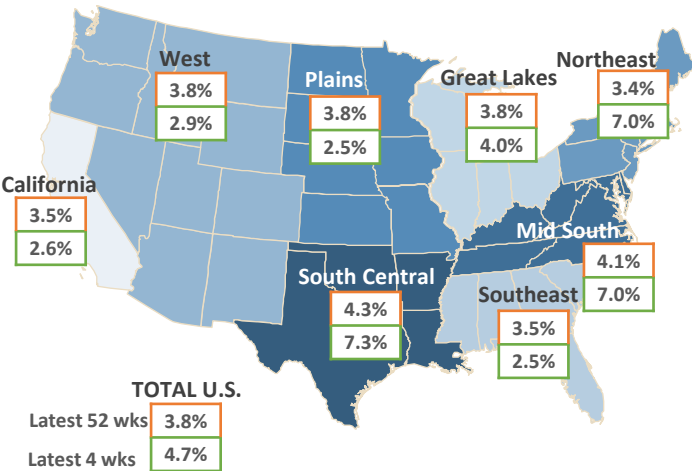 Northeast
3.4%
7.0%
West
3.8%
2.9%
Plains
3.8%
2.5%
Great Lakes
3.8%
4.0%
California
3.5%
2.6%
Mid South
4.1%
7.0%
South Central
4.3%
7.3%
Southeast
3.5%
2.5%
TOTAL U.S.
Latest 52 wks 3.8%
Latest 4 wks 4.7%